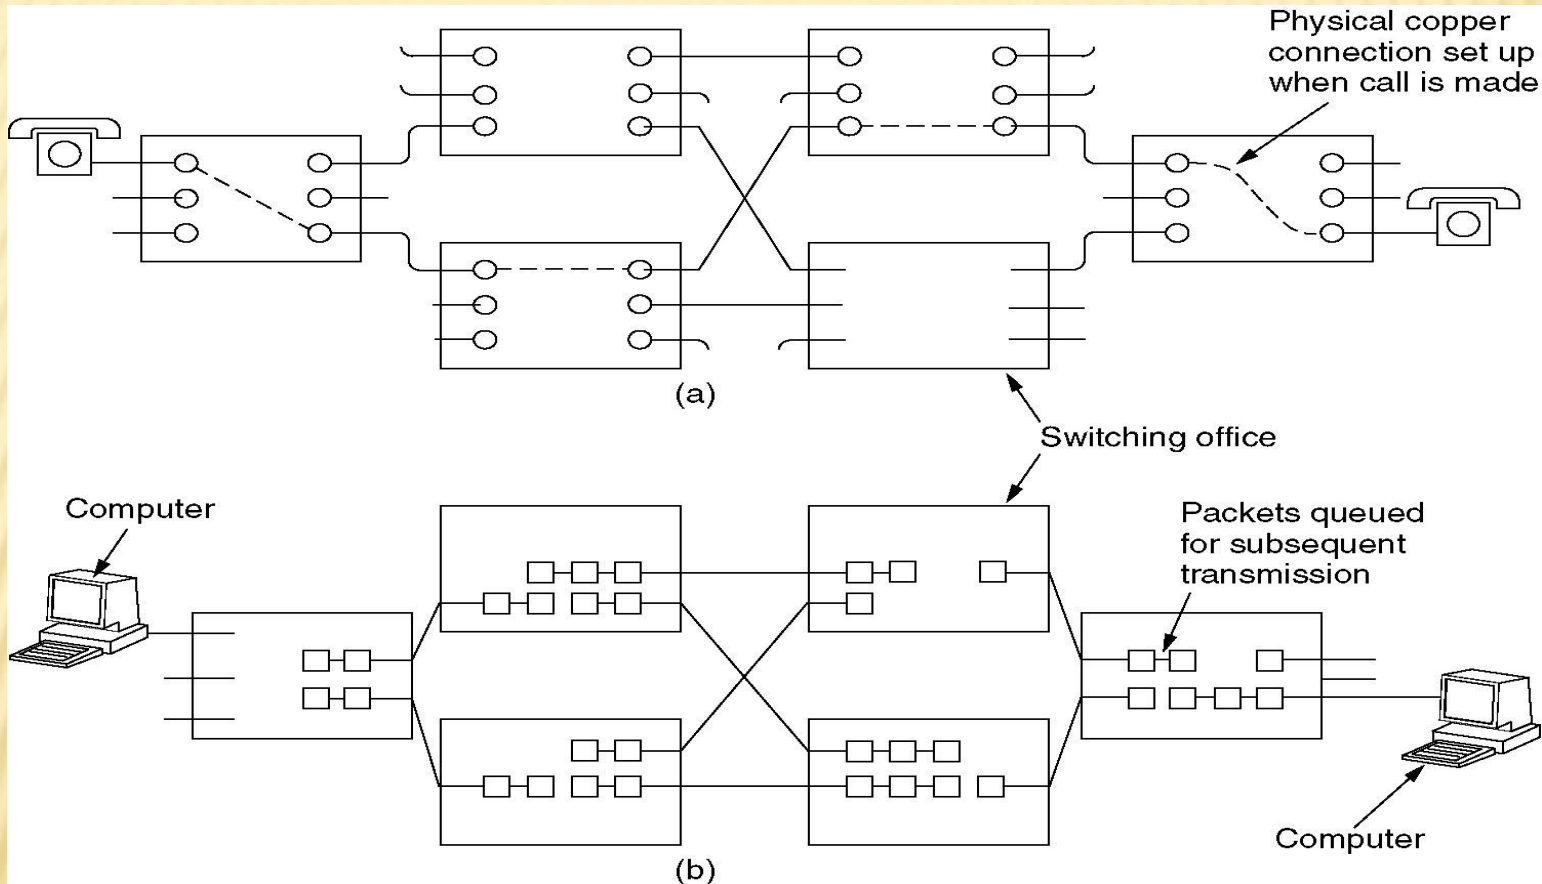 Physical copper
connection set up
when call is made
(a)
Switching office
Computer
Packets queued
for subsequent
transmission
Computer
(b)